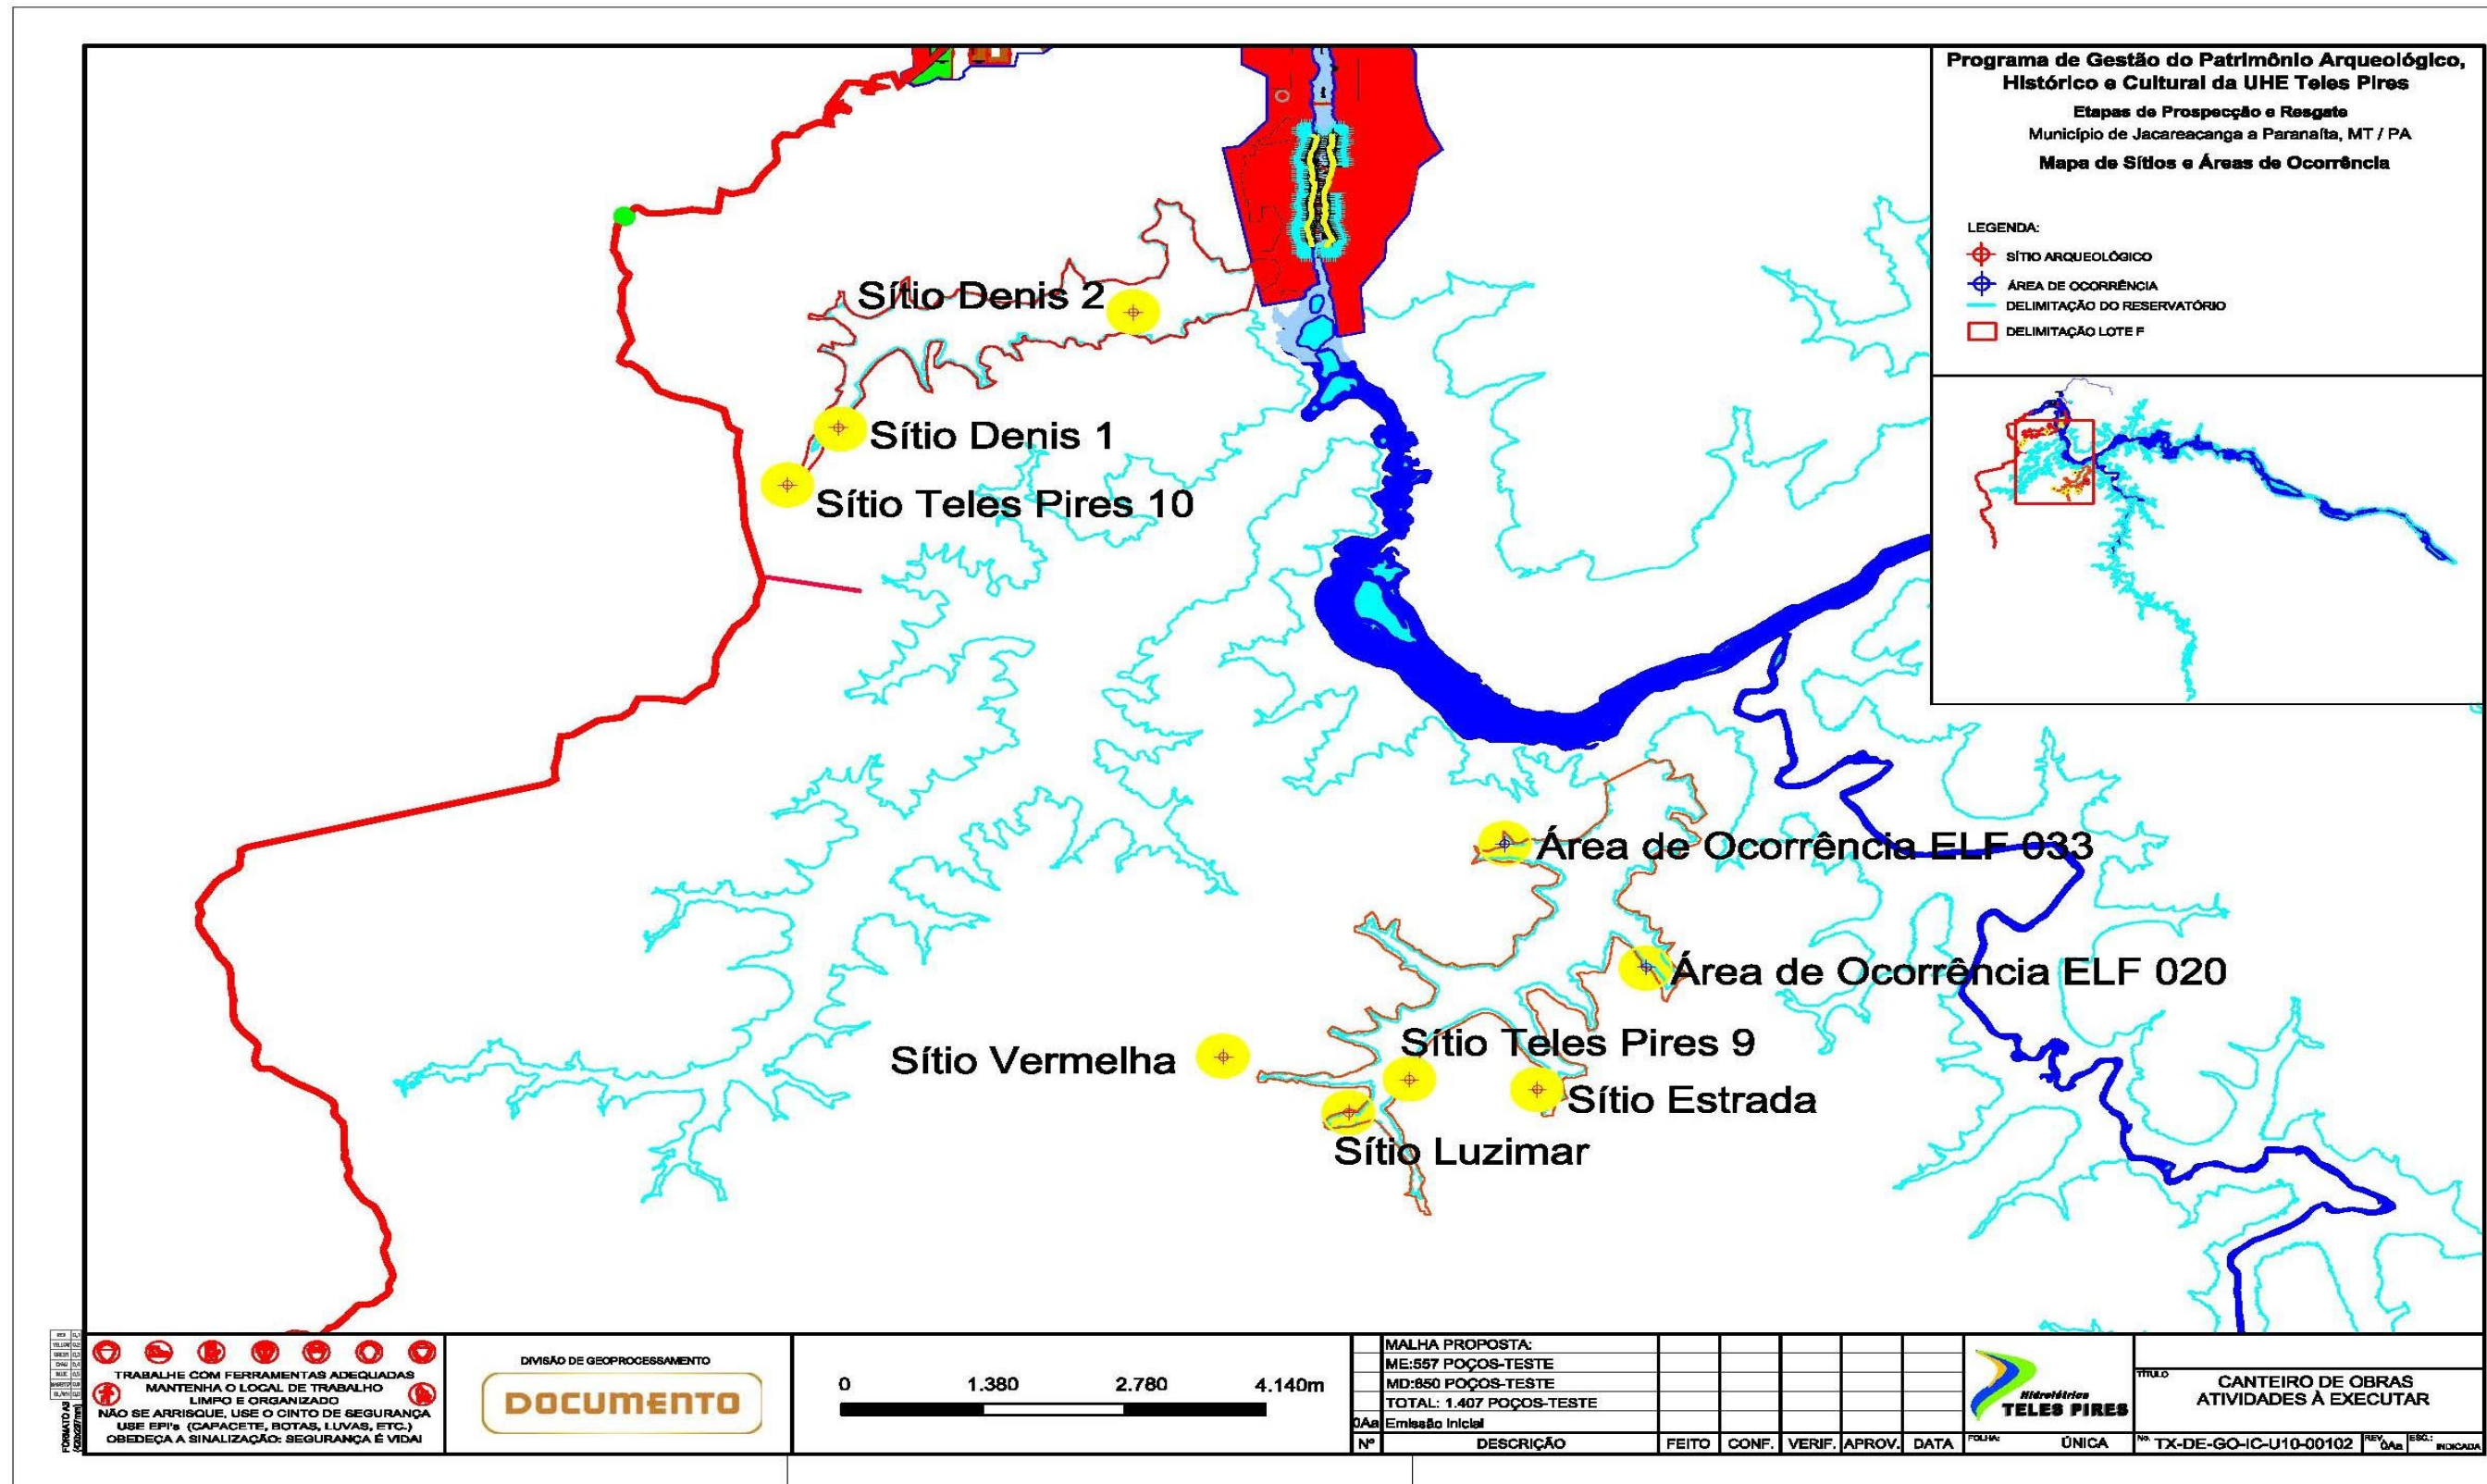 Programa de Gestão do Patrimônio Arqueológico,
Histórico e Cultural da UHE Teles Pires
Etapas de Prospecção e Resgate
Município de Jacareacanga a Paranaíta, MT / PA
Mapa de Sítios e Áreas de Ocorrência
LEGENDA:
SÍTIO ARQUEOLÓGICO
ÁREA DE OCORRÊNCIA
DELIMITAÇÃO DO RESERVATÓRIO
DELIMITAÇÃO LOTE F
Sítio Denis 2
Sítio Denis 1
Sítio Teles Pires 10
Área de Ocorrência ELF 033
Área de Ocorrência ELF 020
Sítio Teles Pires 9
Sítio Vermelha
Sítio Estrada
Sítio Luzimar
TRABALHE COM FERRAMENTAS ADEQUADAS
MANTENHA O LOCAL DE TRABALHO
LIMPO E ORGANIZADO
NÃO SE ARRISQUE, USE O CINTO DE SEGURANÇA
USE EPI's (CAPACETE, BOTAS, LUVAS, ETC.)
OBEDEÇA A SINALIZAÇÃO: SEGURANÇA É VIDA!
FORMATO A3
DIVISÃO DE GEOPROCESSAMENTO
DOCUMENTO
0 1.380 2.780 4.140m
MALHA PROPOSTA:
ME:557 POÇOS-TESTE
MD:850 POÇOS-TESTE
TOTAL: 1.407 POÇOS-TESTE
0Aa Emissão Inicial
Nº DESCRIÇÃO FEITO CONF. VERIF. APROV. DATA
Hidrelétrica
TELES PIRES
FOLHA: ÚNICA
TÍTULO
CANTEIRO DE OBRAS
ATIVIDADES À EXECUTAR
No. TX-DE-GO-IC-U10-00102 REV. 0Aa ESC.: INDICADA